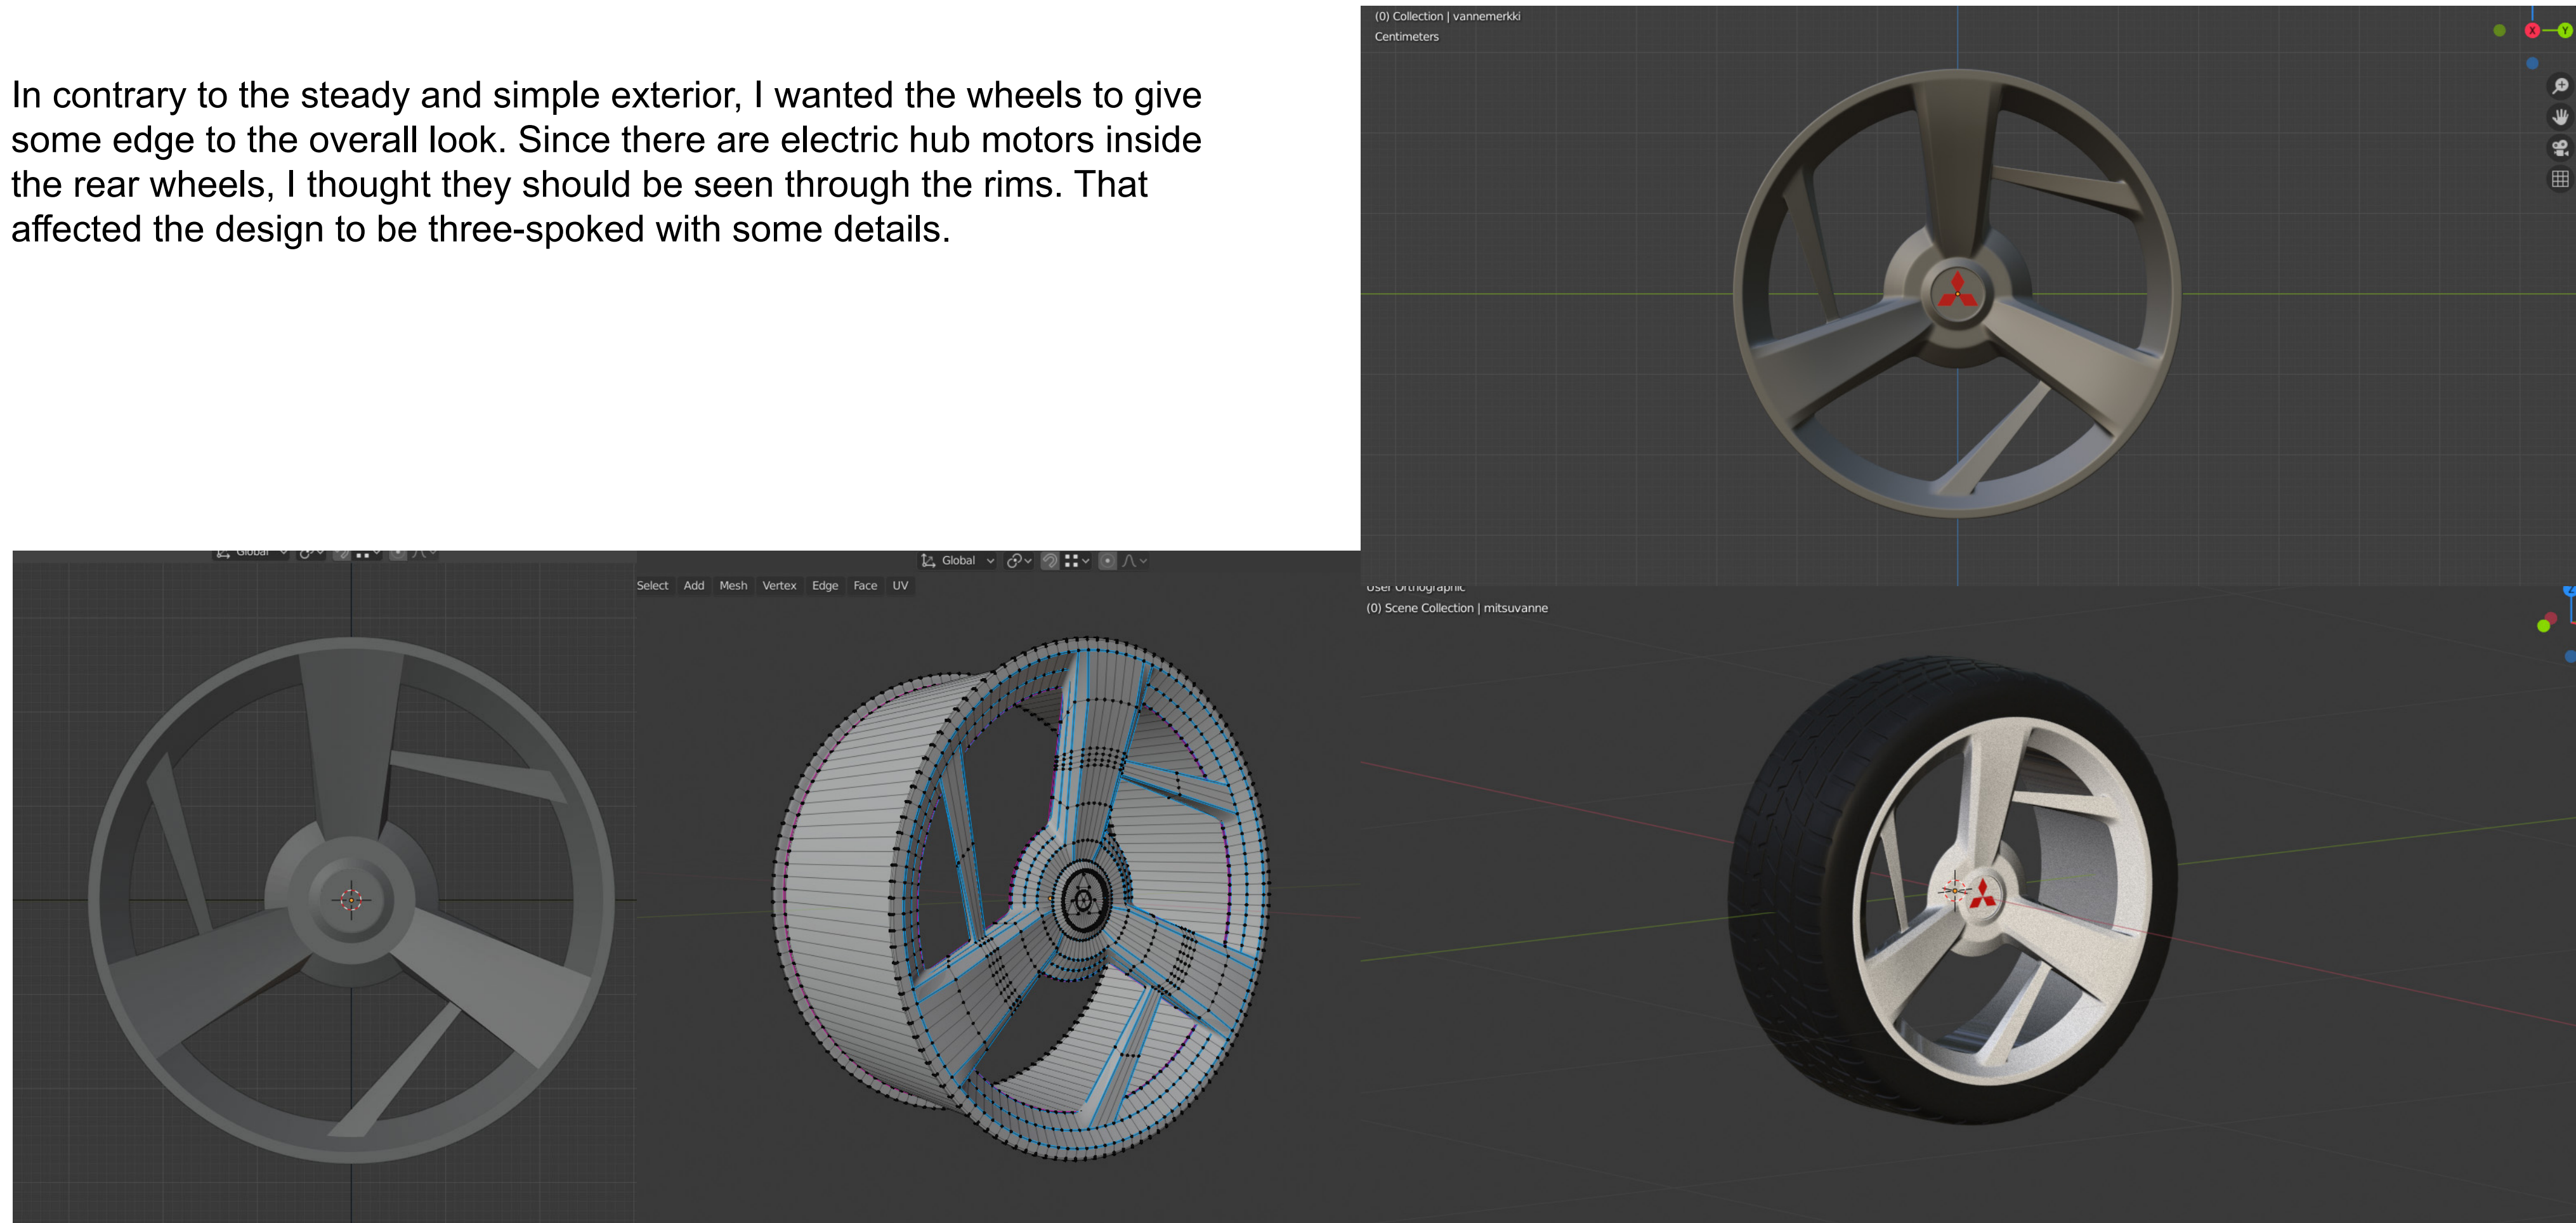 In contrary to the steady and simple exterior, I wanted the wheels to give
some edge to the overall look. Since there are electric hub motors inside
the rear wheels, I thought they should be seen through the rims. That
affected the design to be three-spoked with some details.
(0) Collection | vannemerkki
Centimeters
X
Y
Global
Global
Select Add Mesh Vertex Edge Face UV
User Orthographic
(0) Scene Collection | mitsuvanne
Z